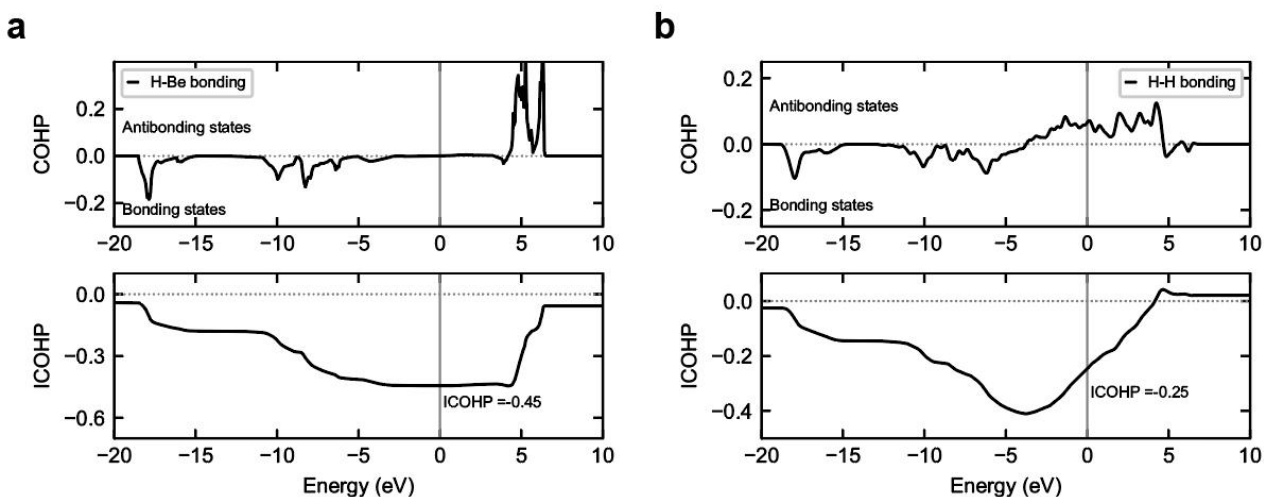 a
H-Be bonding
COHP
0.2
0.0
−0.2
Antibonding states
Bonding states
−20 −15 −10 −5 0 5 10
ICOHP
0.0
−0.3
−0.6
ICOHP =-0.45
−20 −15 −10 −5 0 5 10
Energy (eV)
b
H-H bonding
COHP
0.2
0.0
−0.2
Antibonding states
Bonding states
−20 −15 −10 −5 0 5 10
ICOHP
0.0
−0.2
−0.4
ICOHP =-0.25
−20 −15 −10 −5 0 5 10
Energy (eV)